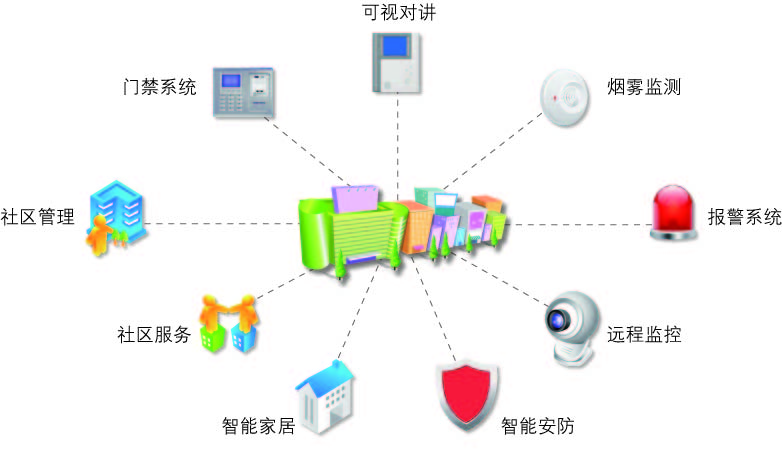 可视对讲
门禁系统
烟雾监测
社区管理
报警系统
社区服务
远程监控
智能家居
智能安防